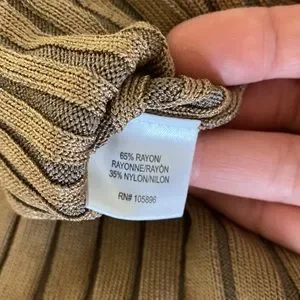 65% RAYON/
RAYONNE/RAYÓN
35% NYLON/NILON
RN# 105896